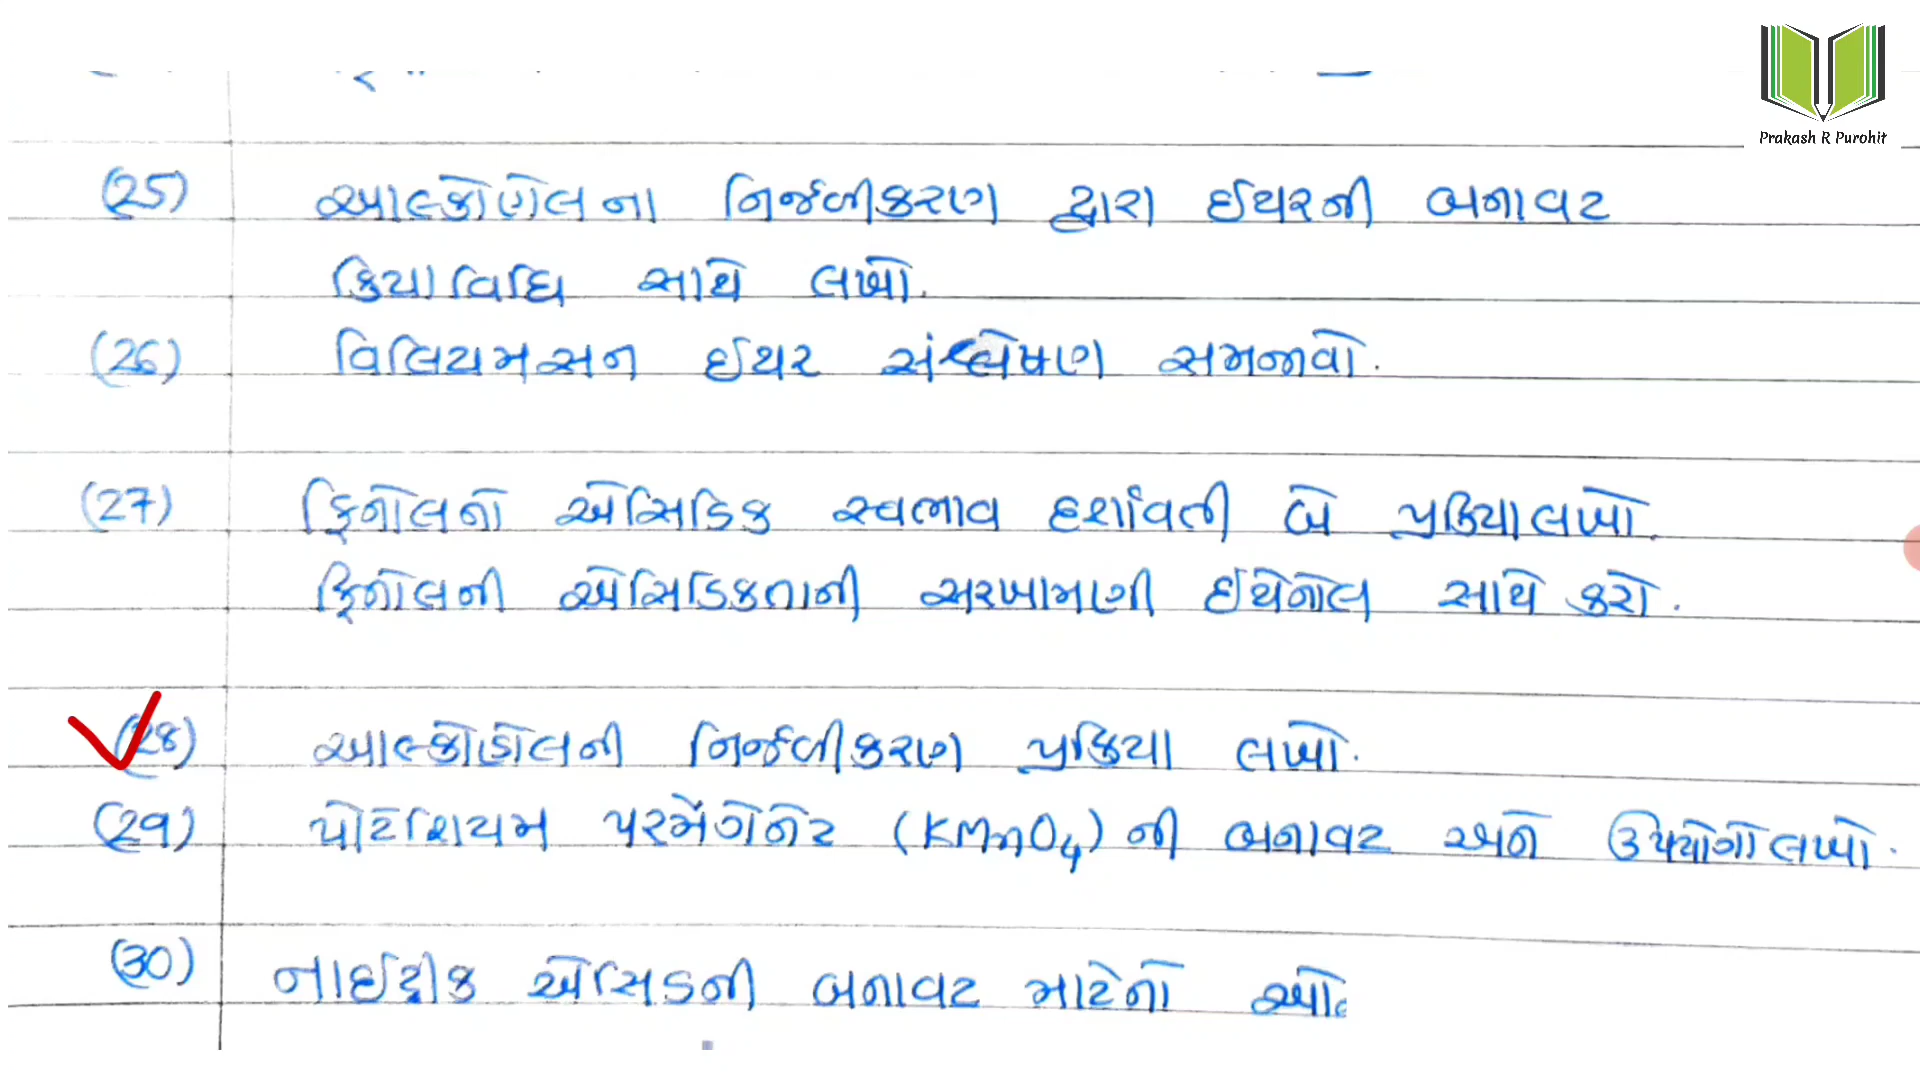 Prakash R Purohit
(25) આલ્કોહોલના નિર્જલીકરણ દ્વારા ઈથરની બનાવટ
ક્રિયાવિધિ સાથે લખો.
(26) વિલિયમસન ઈથર સંશ્લેષણ સમજાવો.
(27) ફિનોલનો એસિડિક સ્વભાવ દર્શાવતી બે પ્રક્રિયા લખો.
ફિનોલની એસિડિકતાની સરખામણી ઈથેનોલ સાથે કરો.
(28) આલ્કોહોલની નિર્જલીકરણ પ્રક્રિયા લખો.
(29) પોટેશિયમ પરમેંગેનેટ (KMnO4) ની બનાવટ અને ઉપયોગો લખો.
(30) નાઈટ્રીક એસિડની બનાવટ માટેનો